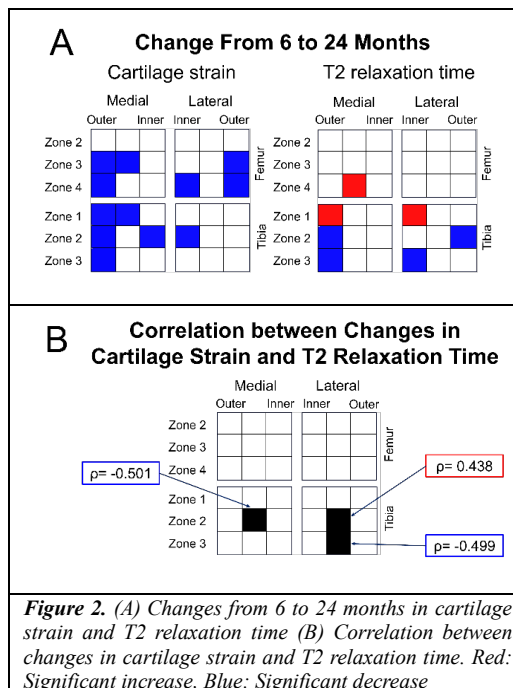 A Change From 6 to 24 Months
Cartilage strain T2 relaxation time
Medial Lateral Medial Lateral
Outer Inner Inner Outer Outer Inner Inner Outer
Zone 2 Zone 2
Zone 3 Zone 3
Zone 4 Zone 4
Femur Femur
Zone 1 Zone 1
Zone 2 Zone 2
Zone 3 Zone 3
Tibia Tibia
B Correlation between Changes in
Cartilage Strain and T2 Relaxation Time
Medial Lateral
Outer Inner Inner Outer
Zone 2
Zone 3
Zone 4
Femur
ρ= -0.501
ρ= 0.438
Zone 1
Zone 2
Zone 3
Tibia
ρ= -0.499
Figure 2. (A) Changes from 6 to 24 months in cartilage
strain and T2 relaxation time (B) Correlation between
changes in cartilage strain and T2 relaxation time. Red:
Significant increase. Blue: Significant decrease